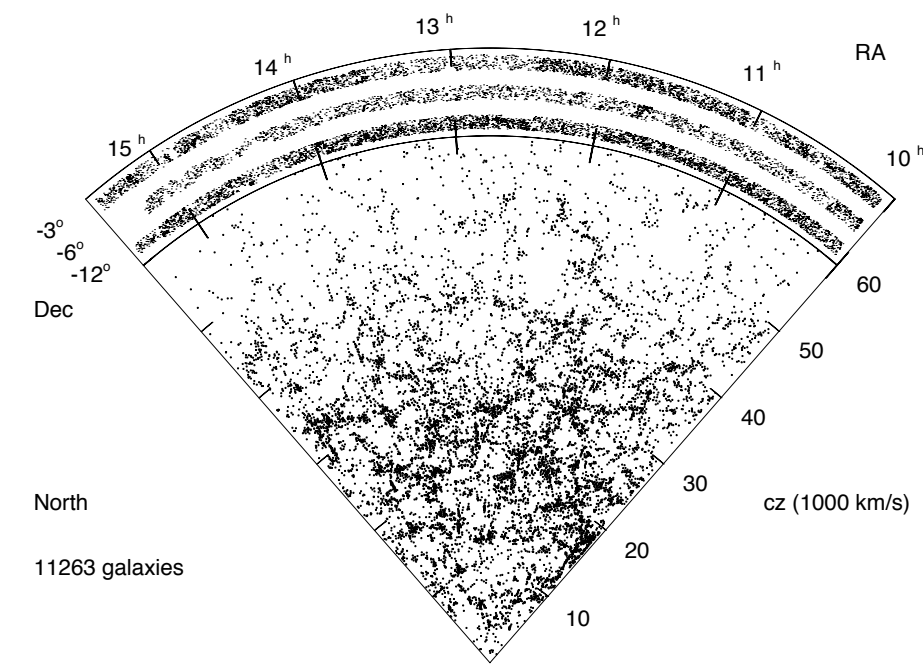 13 h
12 h
14 h
11 h
RA
15 h
10 h
-3°
-6°
-12°
60
Dec
50
40
30
North
cz (1000 km/s)
20
11263 galaxies
10